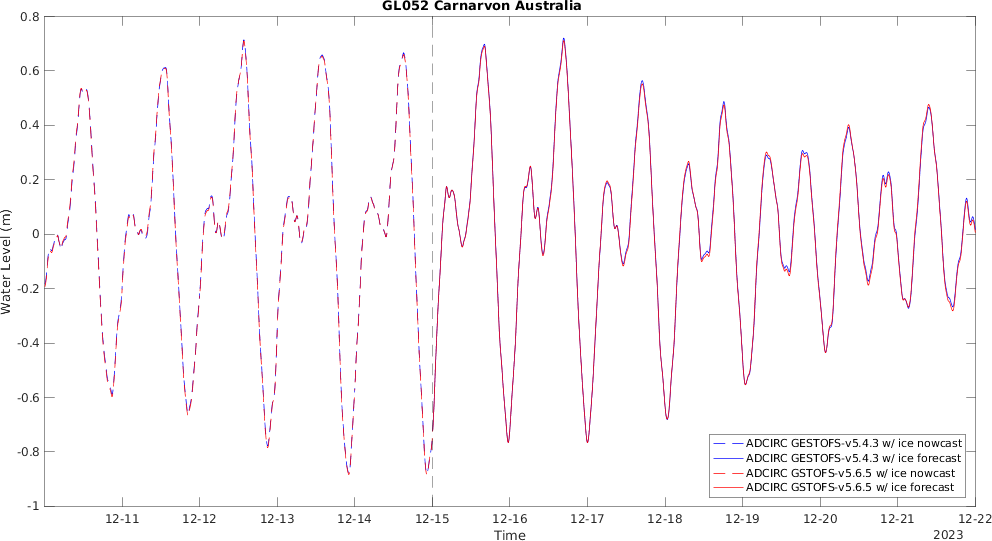 GL052 Carnarvon Australia
0.8
0.6
0.4
0.2
0
-0.2
-0.4
-0.6
-0.8
-1
Water Level (m)
ADCIRC GESTOFS-v5.4.3 w/ ice nowcast
ADCIRC GESTOFS-v5.4.3 w/ ice forecast
ADCIRC GSTOFS-v5.6.5 w/ ice nowcast
ADCIRC GSTOFS-v5.6.5 w/ ice forecast
12-11 12-12 12-13 12-14 12-15 12-16 12-17 12-18 12-19 12-20 12-21 12-22
Time
2023